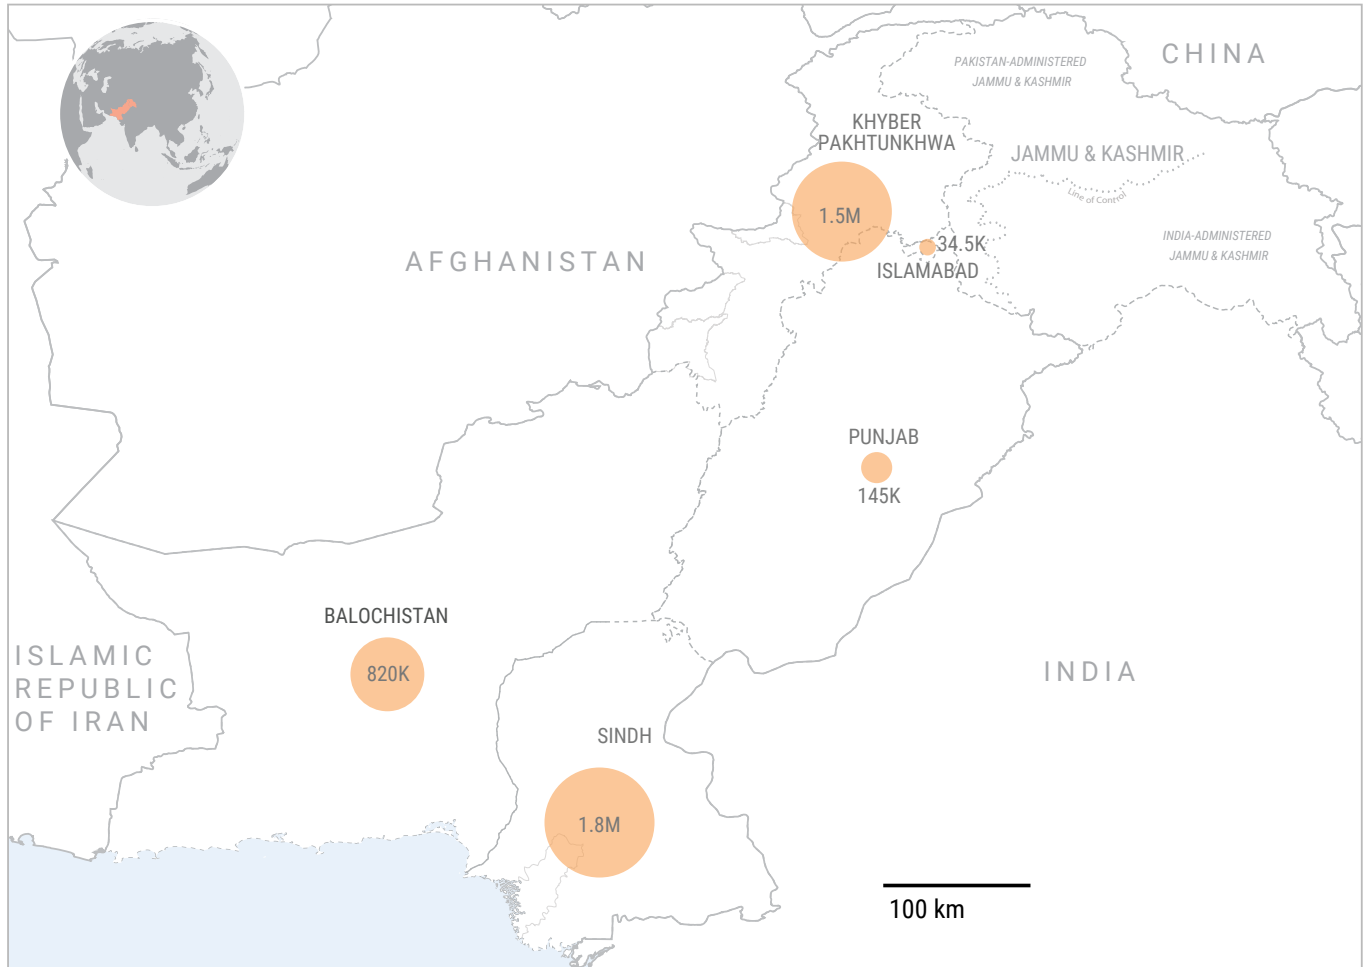 CHINA
PAKISTAN-ADMINISTERED
JAMMU & KASHMIR
KHYBER
PAKHTUNKHWA
JAMMU & KASHMIR
Line of Control
1.5M
34.5K
ISLAMABAD
INDIA-ADMINISTERED
JAMMU & KASHMIR
AFGHANISTAN
PUNJAB
145K
BALOCHISTAN
820K
ISLAMIC
REPUBLIC
OF IRAN
INDIA
SINDH
1.8M
100 km